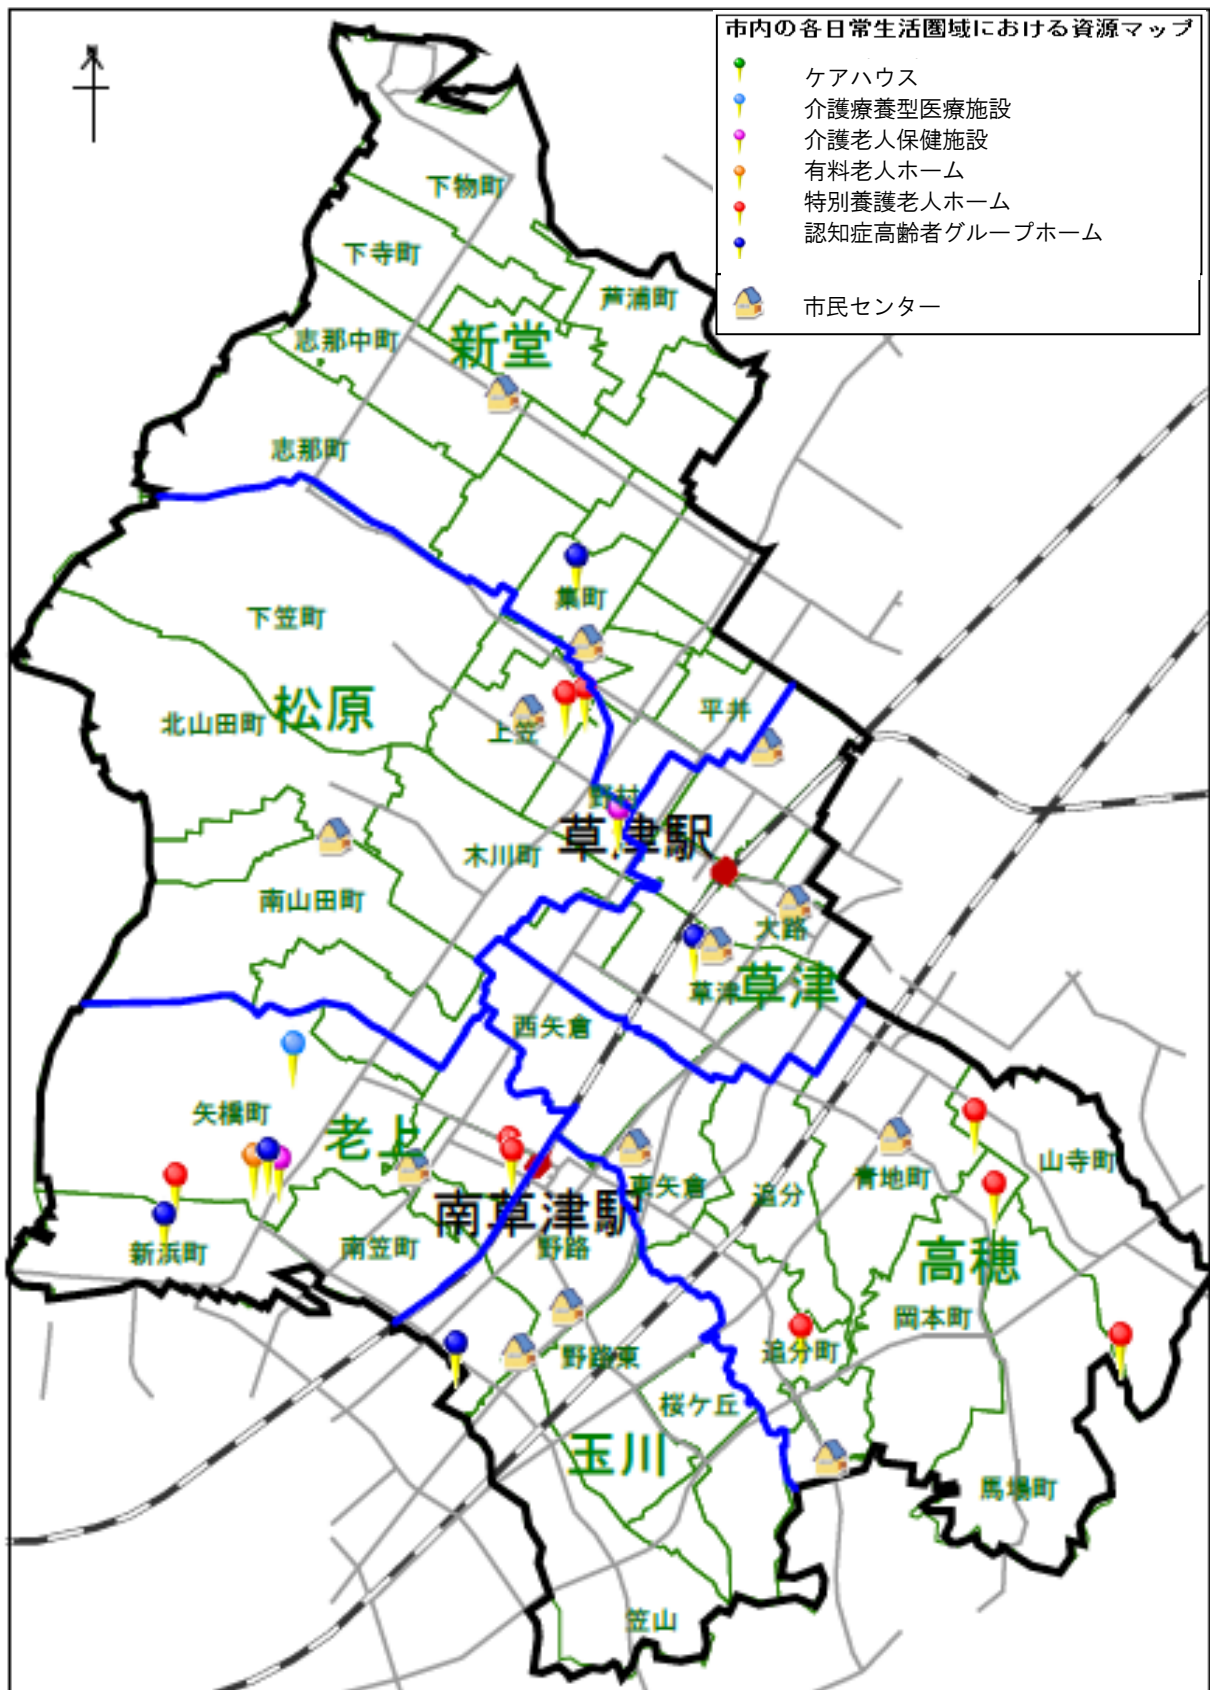 市内の各日常生活圏域における資源マップ
ケアハウス
介護療養型医療施設
介護老人保健施設
有料老人ホーム
特別養護老人ホーム
認知症高齢者グループホーム
市民センター
下物町
下寺町
芦浦町
志那中町
新堂
志那町
集町
下笠町
松原
北山田町
上笠
平井
野村
草津駅
木川町
南山田町
大路
草津
草津
西矢倉
矢橋町
老上
東矢倉
追分
青地町
山寺町
南草津駅
新浜町
南笠町
野路
高穂
岡本町
野路東
追分町
桜ケ丘
玉川
馬場町
笠山